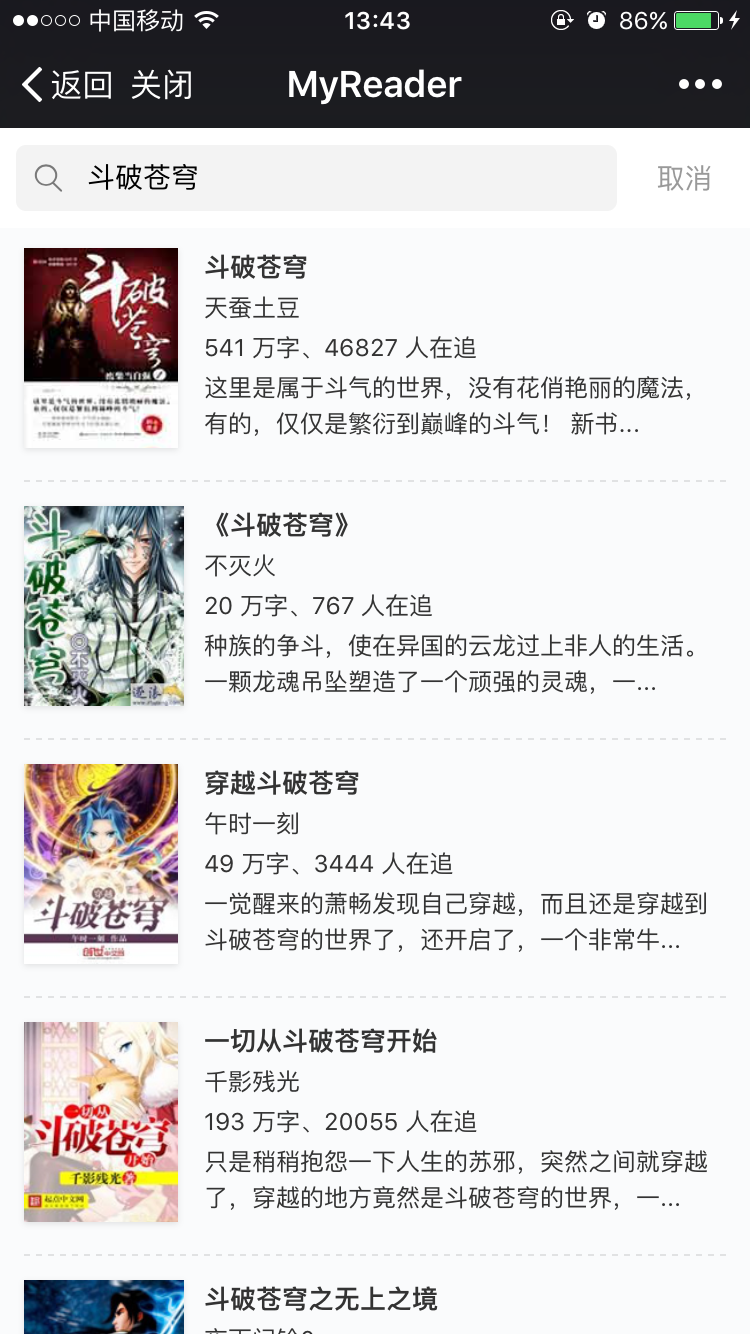 中国移动
13:43
86%
返回 关闭
MyReader
斗破苍穹
取消
斗破苍穹
斗破苍穹
天蚕土豆
541 万字、46827 人在追
这里是属于斗气的世界，没有花俏艳丽的魔法，
有的，仅仅是繁衍到巅峰的斗气！ 新书...
斗破苍穹
不灭火
《斗破苍穹》
不灭火
20 万字、767 人在追
种族的争斗，使在异国的云龙过上非人的生活。
一颗龙魂吊坠塑造了一个顽强的灵魂，一...
穿越
斗破苍穹
午时一刻 作品
穿越斗破苍穹
午时一刻
49 万字、3444 人在追
一觉醒来的萧畅发现自己穿越，而且还是穿越到
斗破苍穹的世界了，还开启了，一个非常牛...
一切从
斗破苍穹
开始
千影残光 著
起点中文网
一切从斗破苍穹开始
千影残光
193 万字、20055 人在追
只是稍稍抱怨一下人生的苏邪，突然之间就穿越
了，穿越的地方竟然是斗破苍穹的世界，一...
斗破苍穹之无上之境